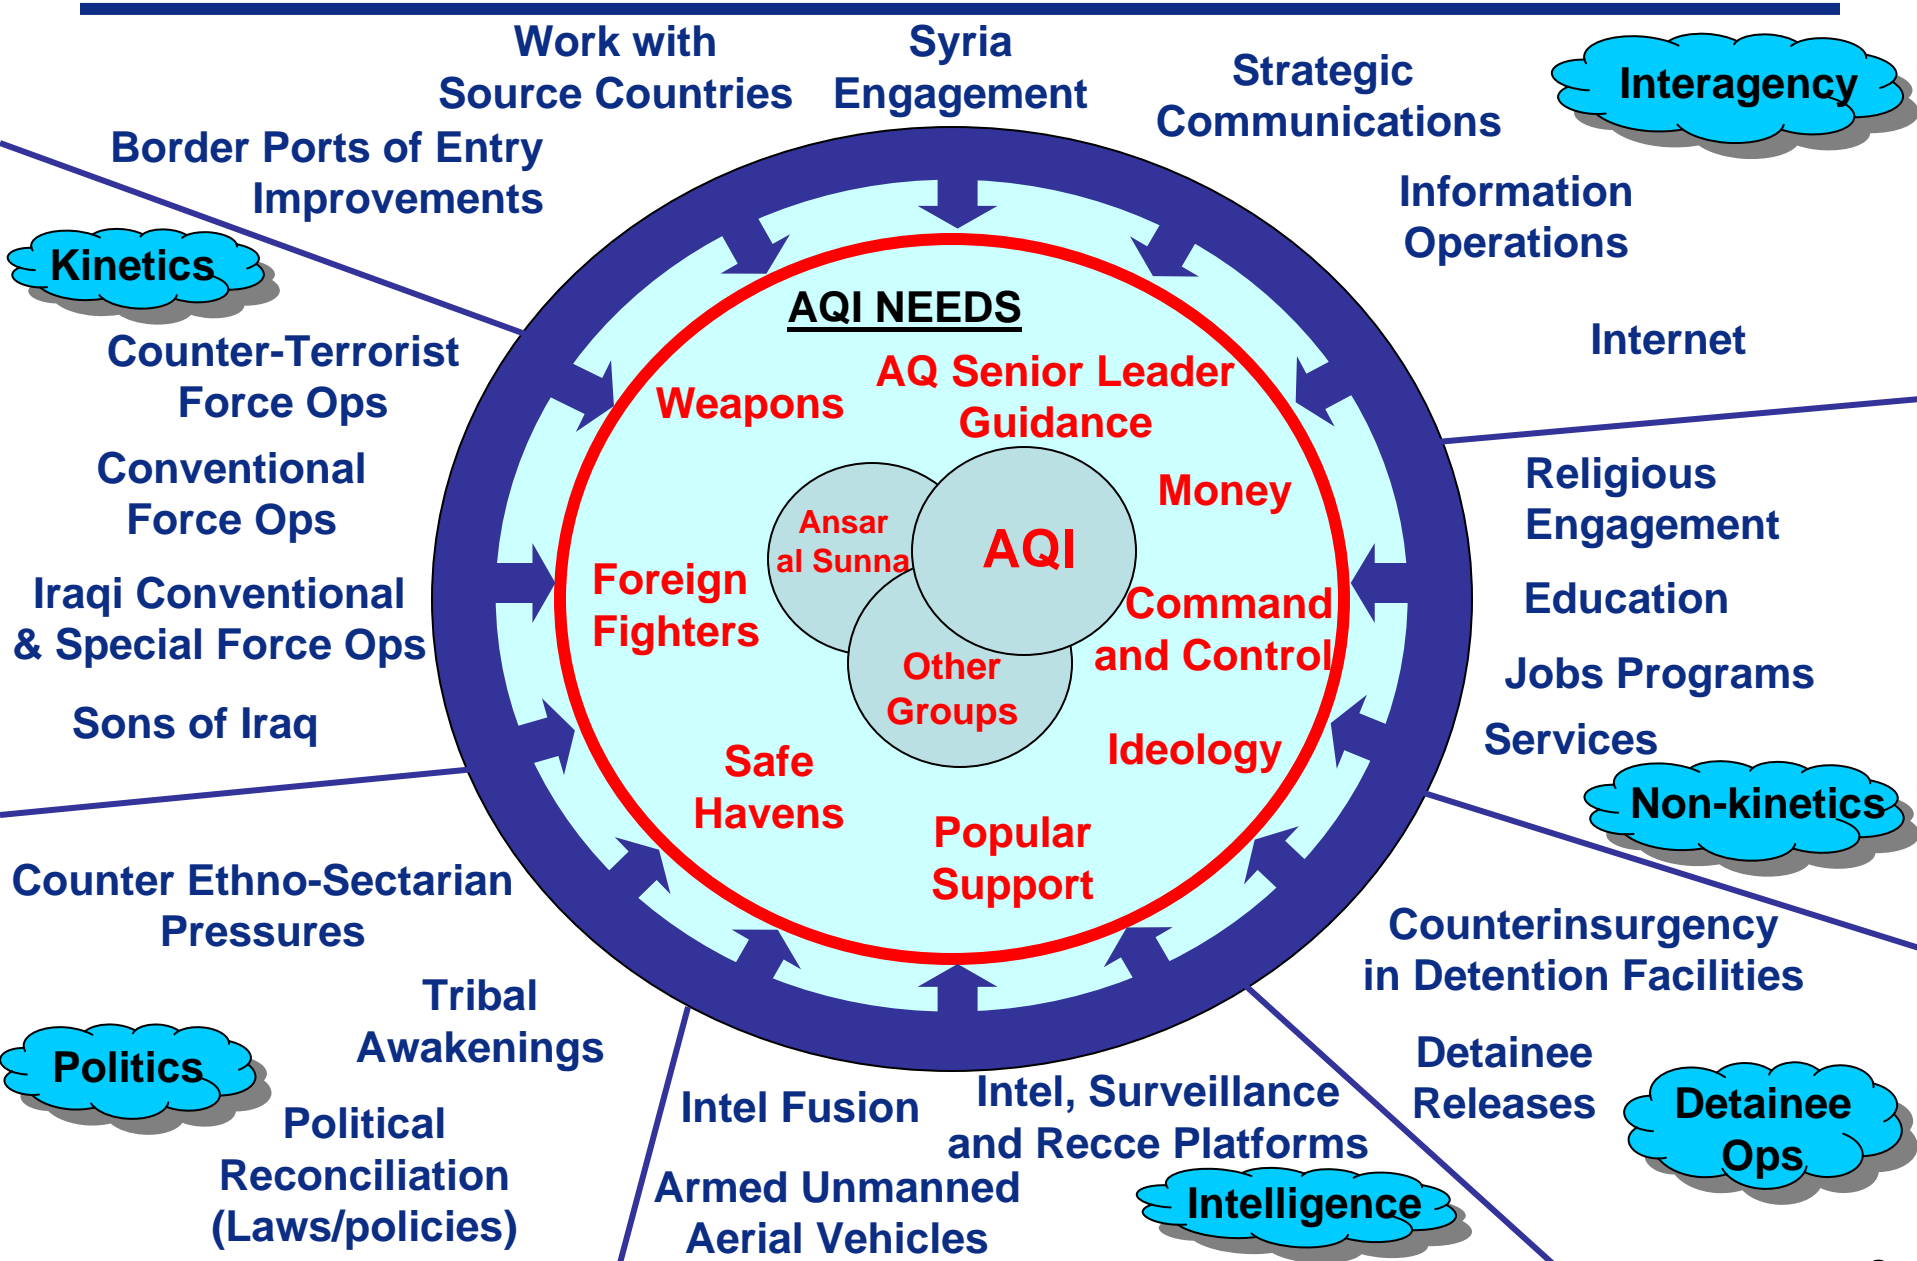 Work with
Source Countries
Syria
Engagement
Strategic
Communications
Interagency
Border Ports of Entry
Improvements
Information
Operations
Internet
Kinetics
Counter-Terrorist
Force Ops
Conventional
Force Ops
Iraqi Conventional
& Special Force Ops
Sons of Iraq
AQI NEEDS
Weapons
AQ Senior Leader
Guidance
Money
Ansar
al Sunna
AQI
Foreign
Fighters
Command
and Control
Other
Groups
Safe
Havens
Ideology
Popular
Support
Religious
Engagement
Education
Jobs Programs
Services
Non-kinetics
Counter Ethno-Sectarian
Pressures
Tribal
Awakenings
Politics
Political
Reconciliation
(Laws/policies)
Intel Fusion
Intel, Surveillance
and Recce Platforms
Armed Unmanned
Aerial Vehicles
Intelligence
Counterinsurgency
in Detention Facilities
Detainee
Releases
Detainee
Ops